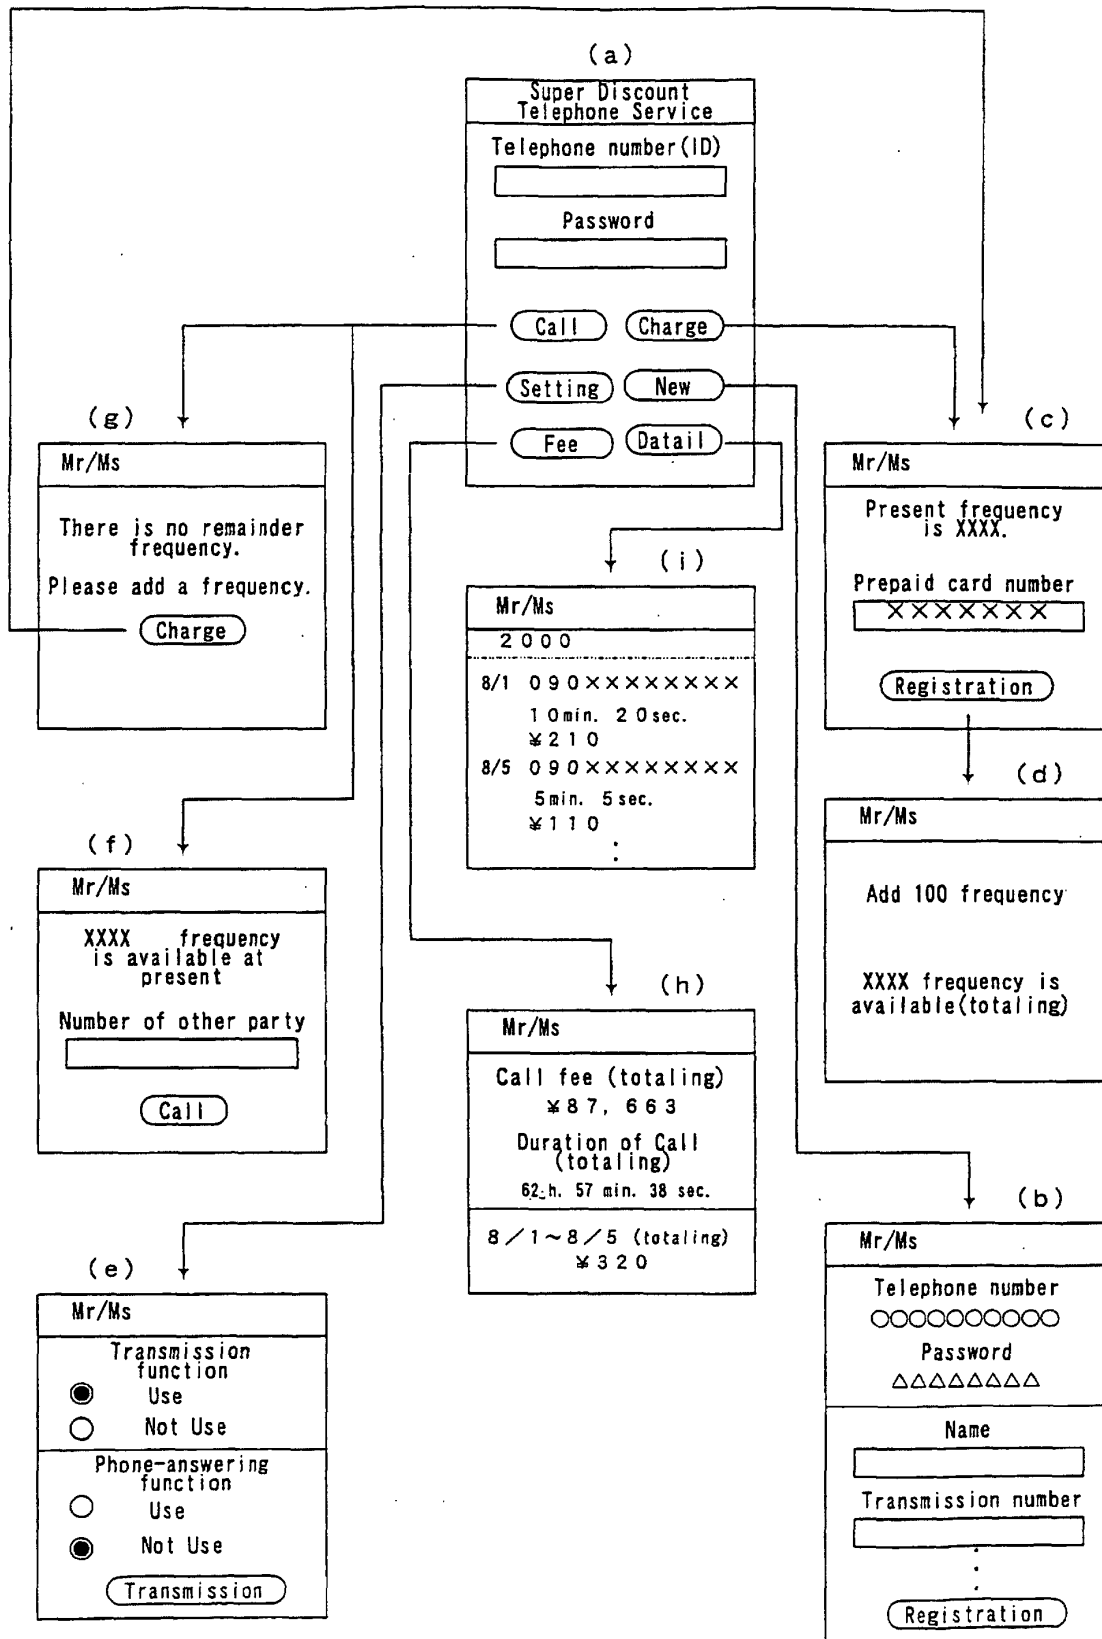 (a)
Super Discount
Telephone Service
Telephone number(ID)
Password
Call
Charge
Setting
New
Fee
Datail
(g)
Mr/Ms
There is no remainder
frequency.
Please add a frequency.
Charge
(c)
Mr/Ms
Present frequency
is XXXX.
Prepaid card number
×××××××
Registration
(i)
Mr/Ms
2000
8/1 090××××××××
10min. 20sec.
¥210
8/5 090××××××××
5min. 5sec.
¥110
:
(d)
Mr/Ms
Add 100 frequency
XXXX frequency is
available(totaling)
(f)
Mr/Ms
XXXX frequency
is available at
present
Number of other party
Call
(h)
Mr/Ms
Call fee (totaling)
¥87, 663
Duration of Call
(totaling)
62 h. 57 min. 38 sec.
8/1~8/5 (totaling)
¥320
(b)
Mr/Ms
Telephone number
○○○○○○○○○○
Password
△△△△△△△△
Name
Transmission number
Registration
(e)
Mr/Ms
Transmission
function
Use
Not Use
Phone-answering
function
Use
Not Use
Transmission